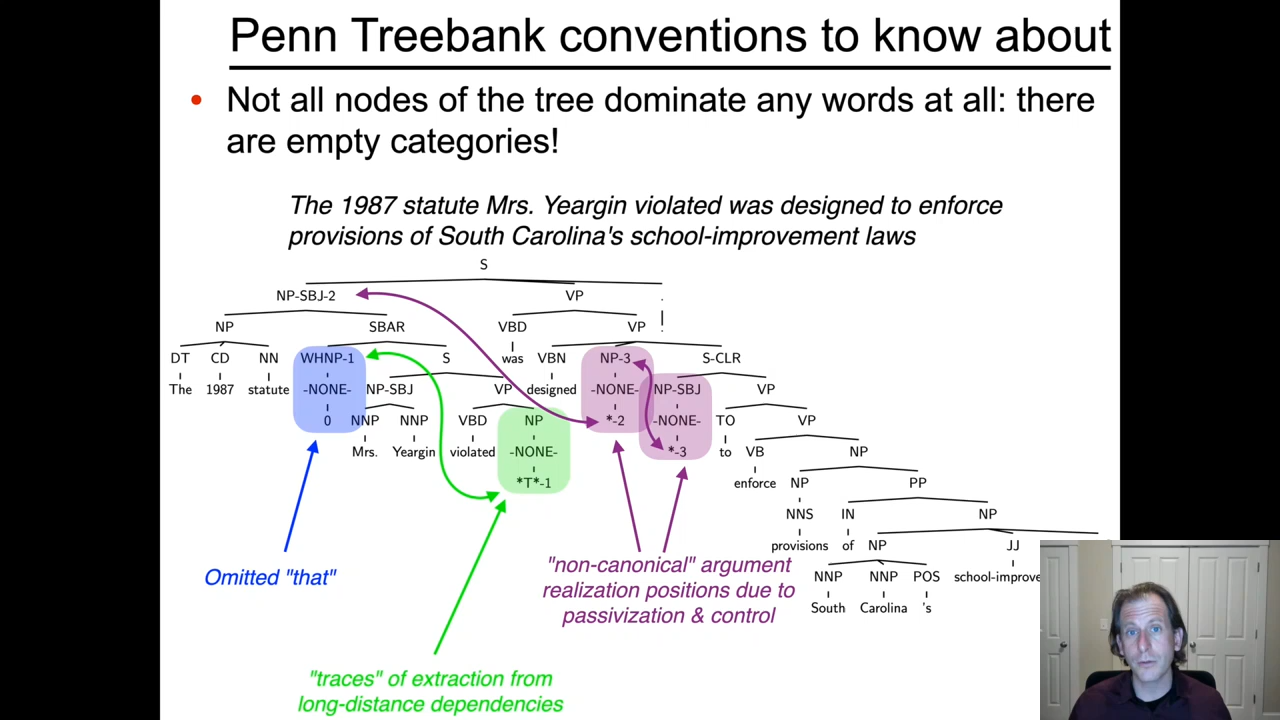 Penn Treebank conventions to know about
• Not all nodes of the tree dominate any words at all: there
are empty categories!
The 1987 statute Mrs. Yeargin violated was designed to enforce
provisions of South Carolina's school-improvement laws
S
NP-SBJ-2 VP .
NP SBAR VBD VP
DT CD NN WHNP-1 S was VBN NP-3 S-CLR
The 1987 statute -NONE- NP-SBJ VP designed -NONE- NP-SBJ VP
0 NNP NNP VBD NP *-2 -NONE- TO VP
Mrs. Yeargin violated -NONE- *-3 to VB NP
*T*-1 enforce NP PP
NNS IN NP
provisions of NP JJ
NNP NNP POS school-improve
South Carolina 's
Omitted "that"
"non-canonical" argument
realization positions due to
passivization & control
"traces" of extraction from
long-distance dependencies